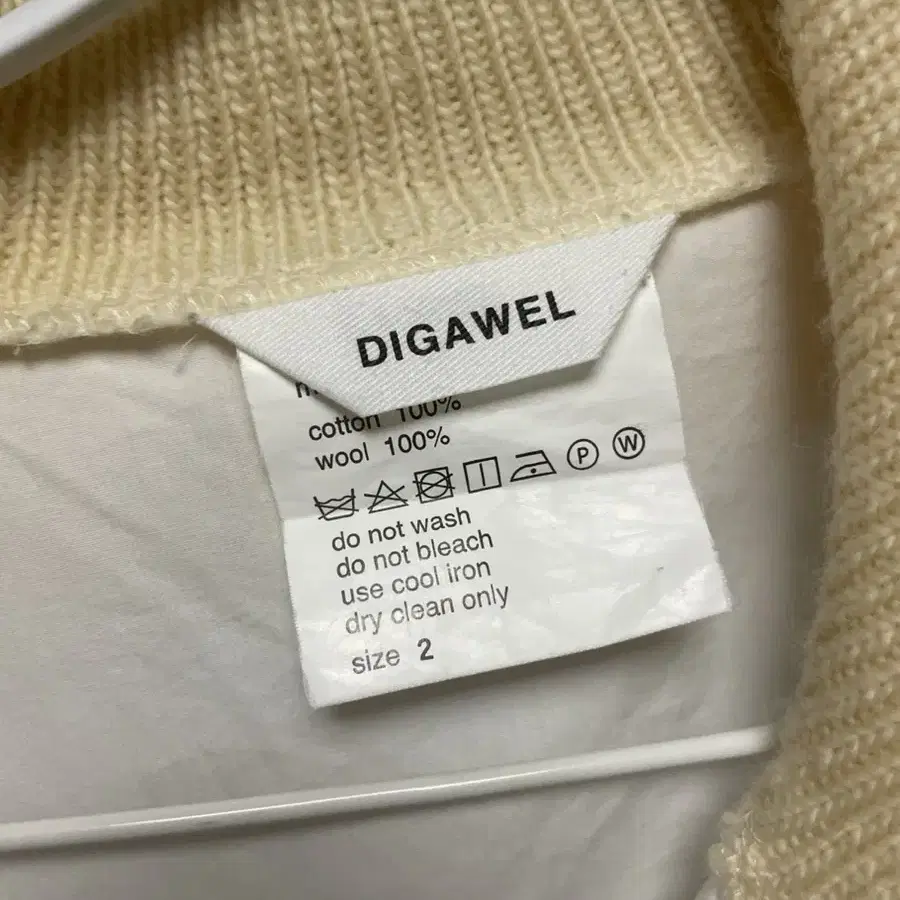 DIGAWEL
cotton 100%
wool 100%
P W
do not wash
do not bleach
use cool iron
dry clean only
size 2